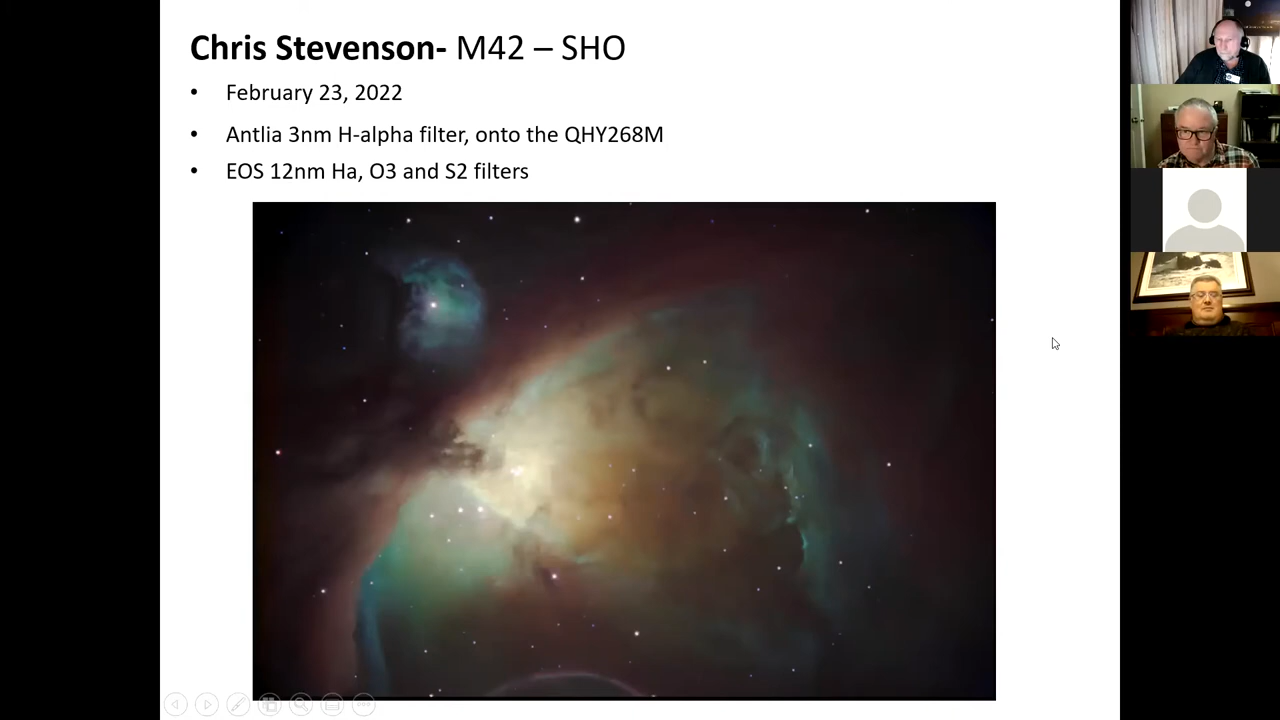 Chris Stevenson- M42 – SHO
• February 23, 2022
• Antlia 3nm H-alpha filter, onto the QHY268M
• EOS 12nm Ha, O3 and S2 filters